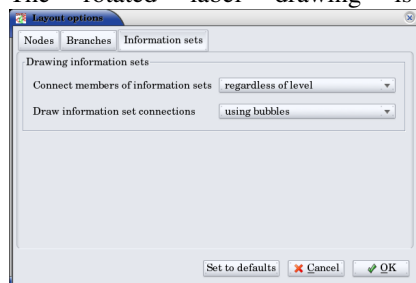 The rotated label drawing is
Layout options
Nodes Branches Information sets
Drawing information sets
Connect members of information sets regardless of level
Draw information set connections using bubbles
Set to defaults Cancel OK